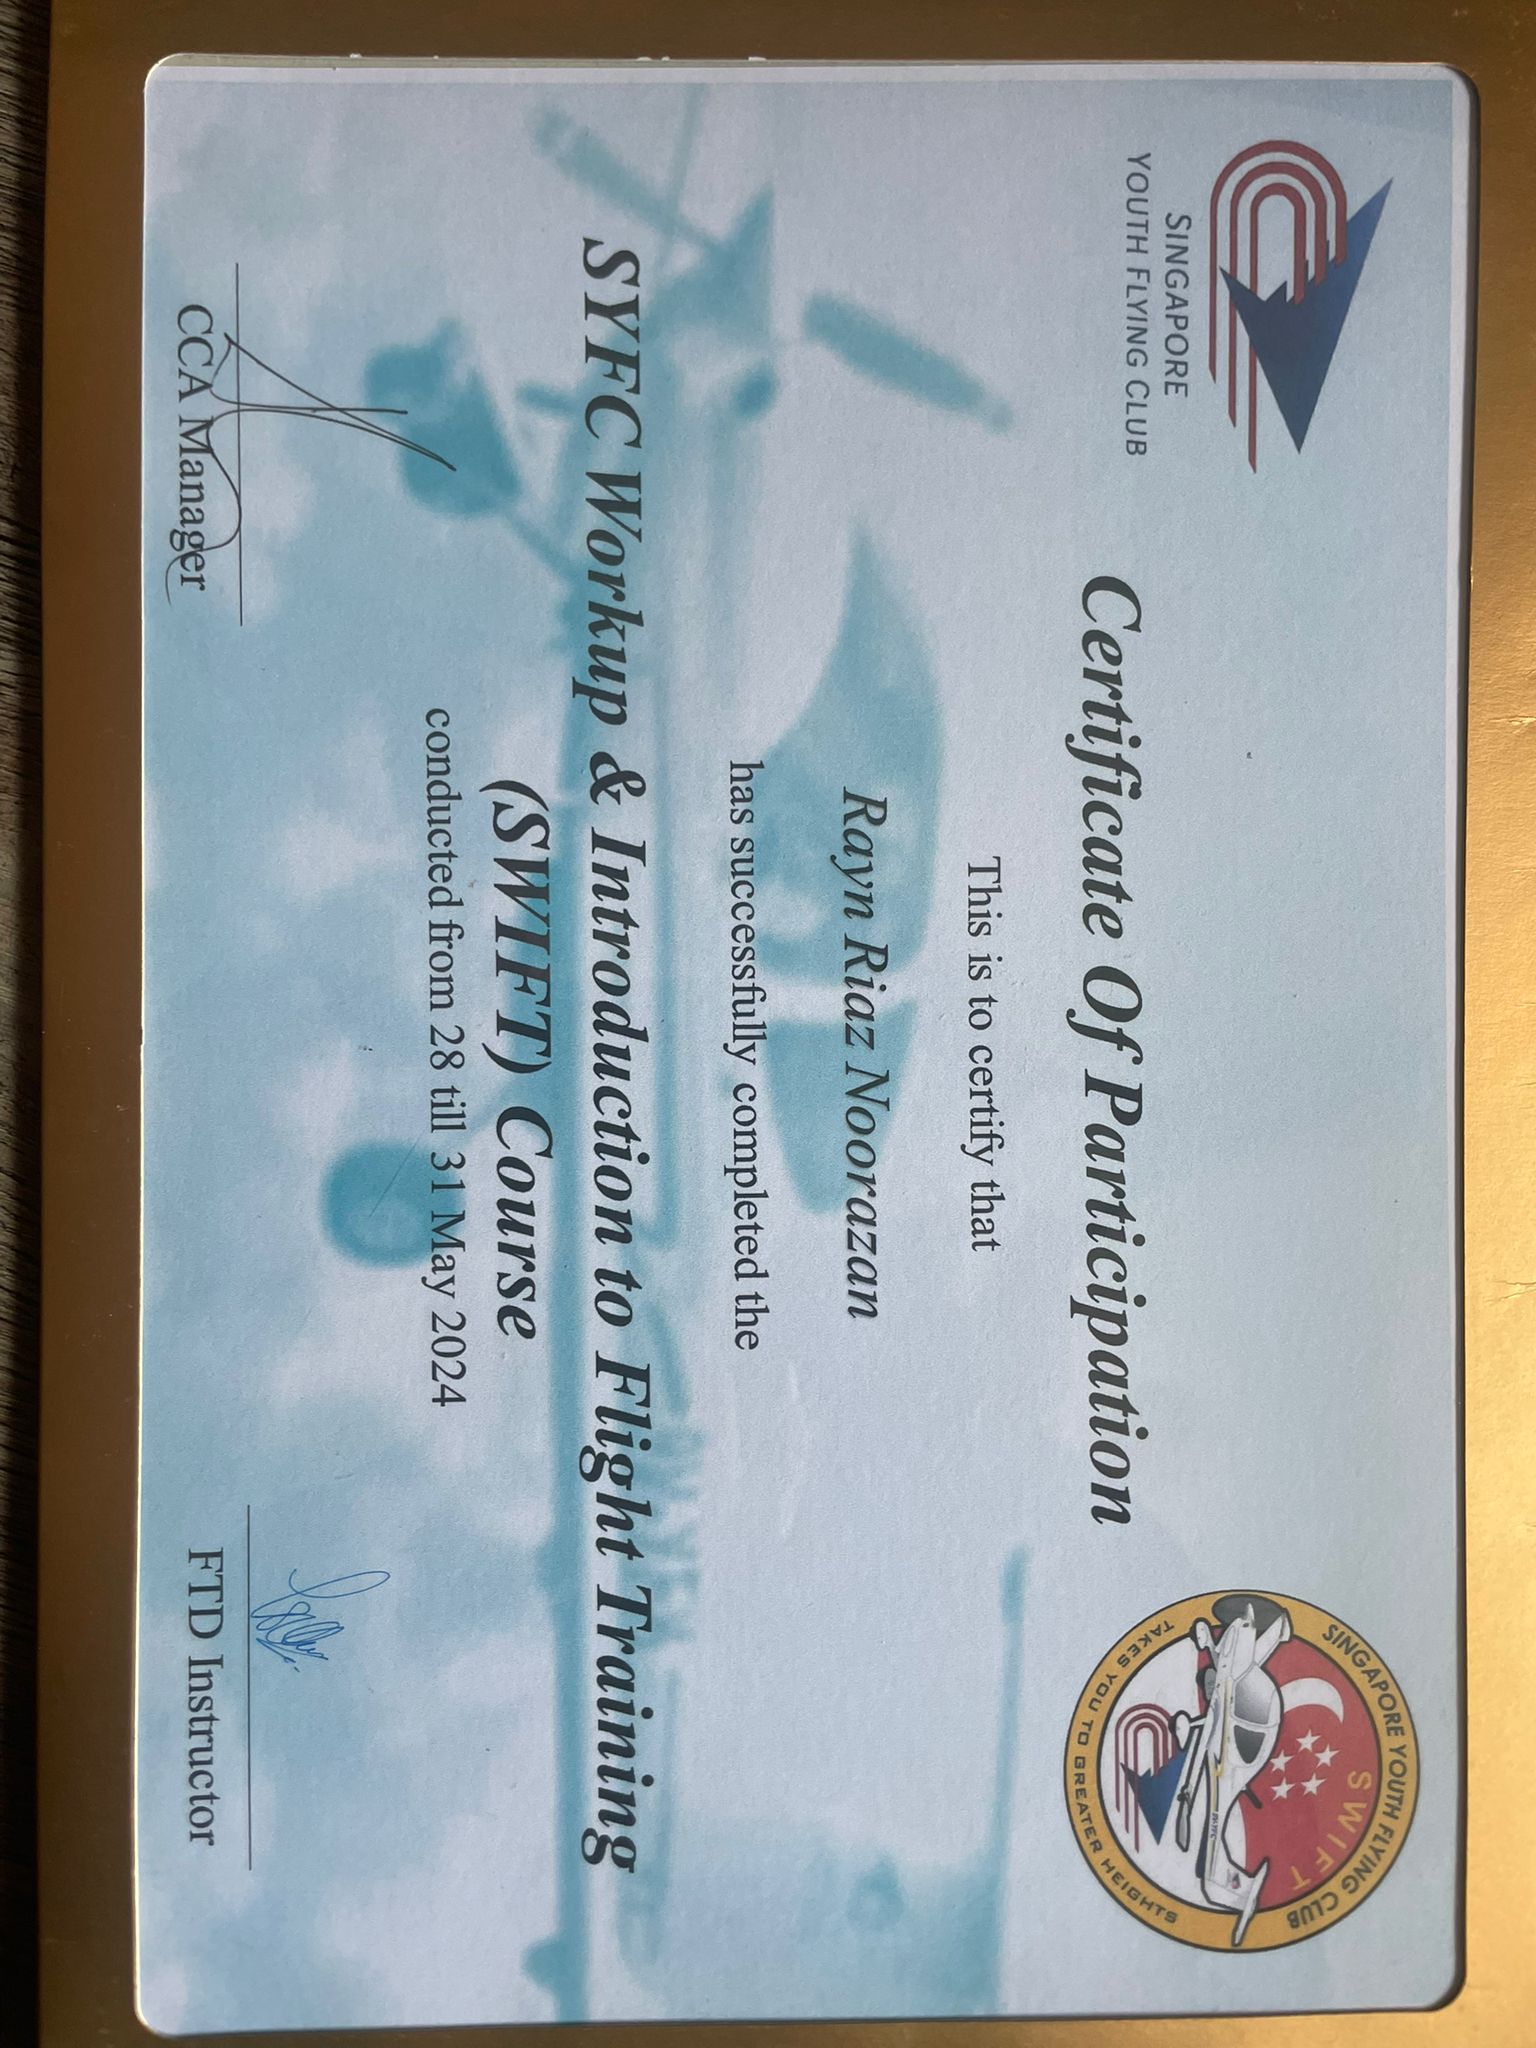 SINGAPORE
YOUTH FLYING CLUB
SINGAPORE YOUTH FLYING CLUB
SWIFT
TAKES YOU TO GREATER HEIGHTS
Certificate Of Participation
This is to certify that
Rayn Riaz Noorazan
has successfully completed the
SYFC Workup & Introduction to Flight Training
(SWIFT) Course
conducted from 28 till 31 May 2024
CCA Manager
FTD Instructor